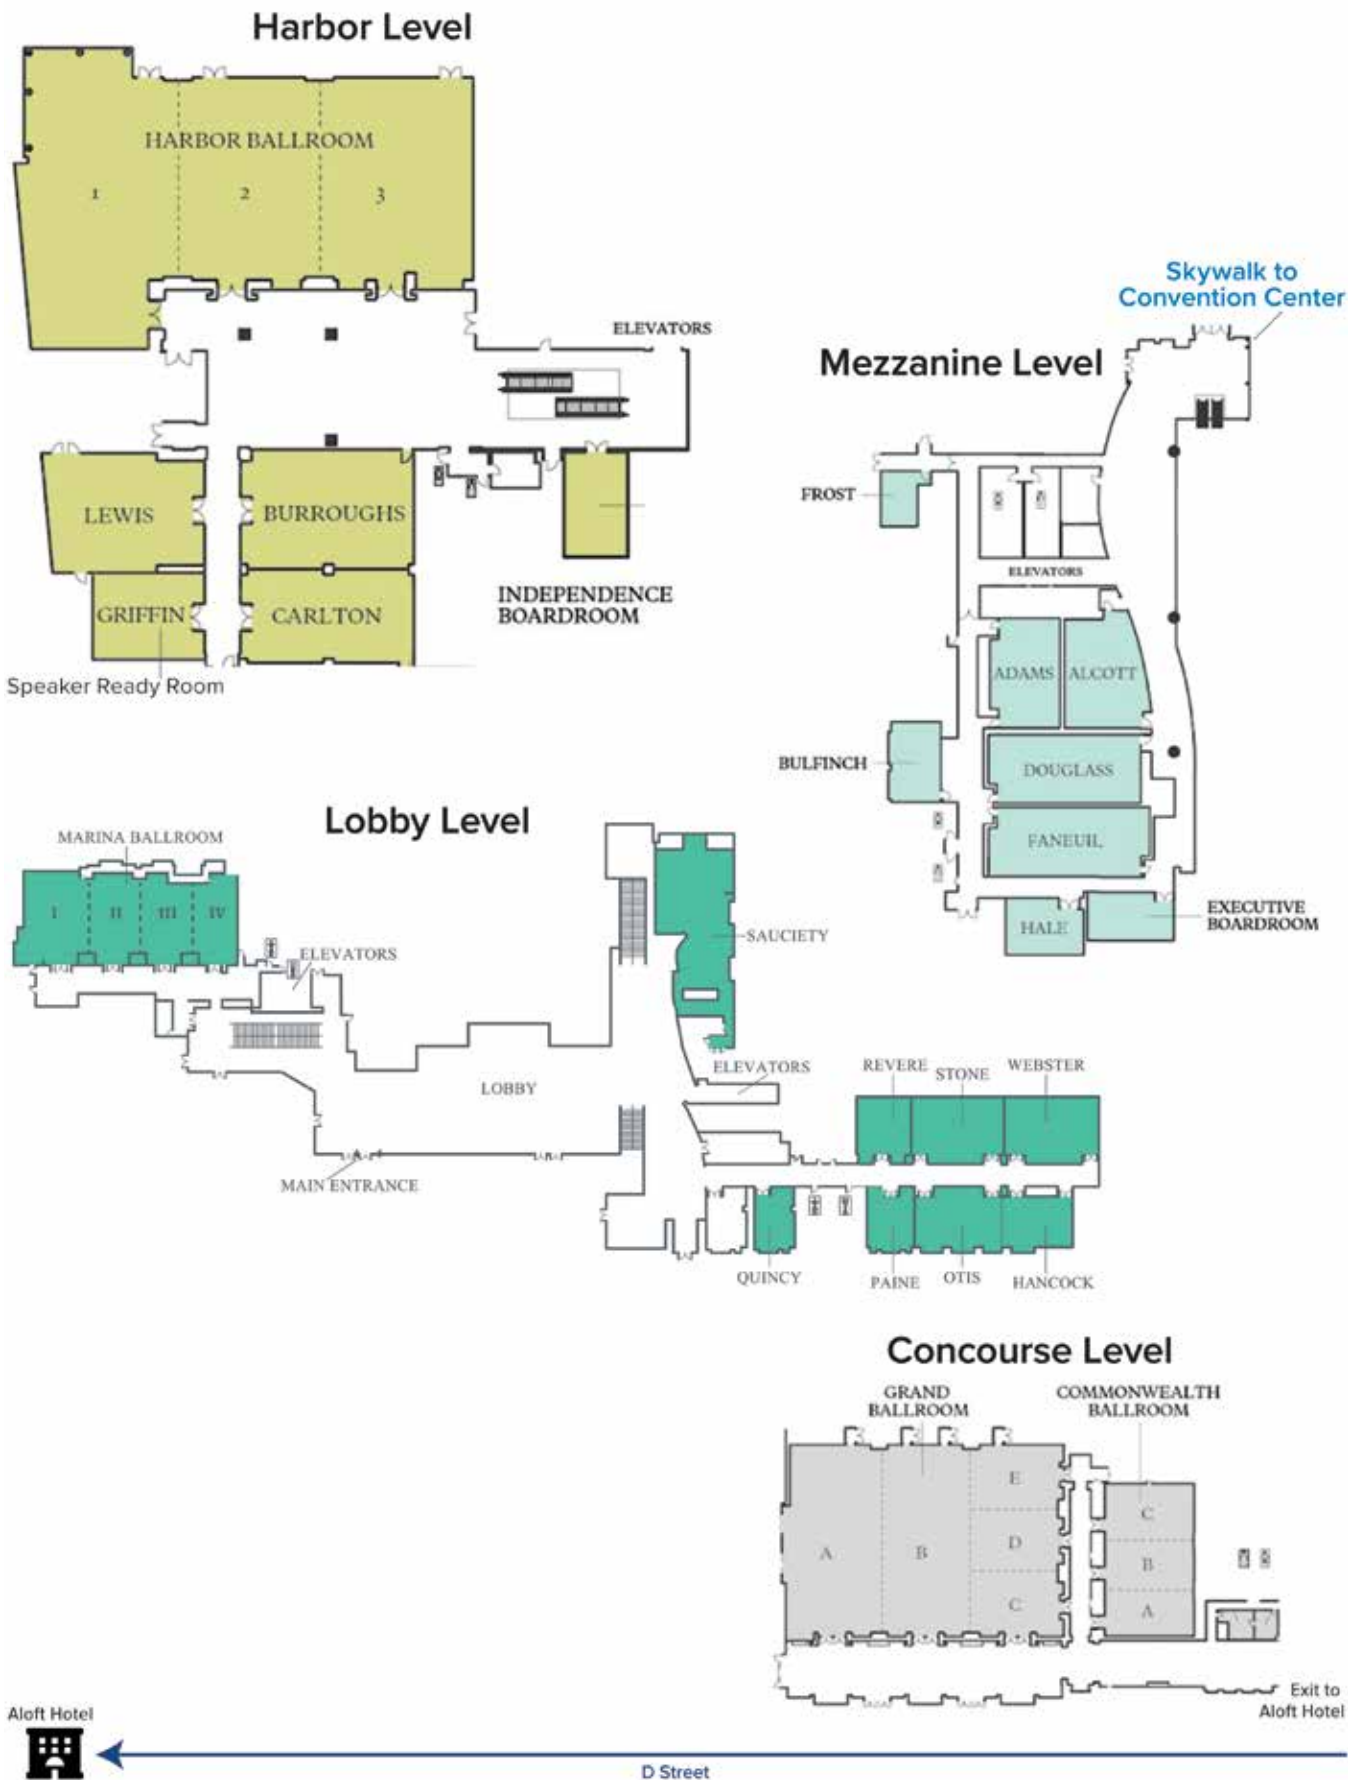 Harbor Level
HARBOR BALLROOM
1
2
3
ELEVATORS
LEWIS
BURROUGHS
GRIFFIN
CARLTON
INDEPENDENCE
BOARDROOM
Speaker Ready Room
Skywalk to
Convention Center
Mezzanine Level
FROST
ELEVATORS
ADAMS
ALCOTT
BULFINCH
DOUGLASS
FANEUIL
HALE
EXECUTIVE
BOARDROOM
Lobby Level
MARINA BALLROOM
I
II
III
IV
ELEVATORS
SAUCIETY
LOBBY
ELEVATORS
MAIN ENTRANCE
REVERE
STONE
WEBSTER
QUINCY
PAINE
OTIS
HANCOCK
Concourse Level
GRAND
BALLROOM
COMMONWEALTH
BALLROOM
A
B
E
D
C
C
B
A
Exit to
Aloft Hotel
Aloft Hotel
D Street